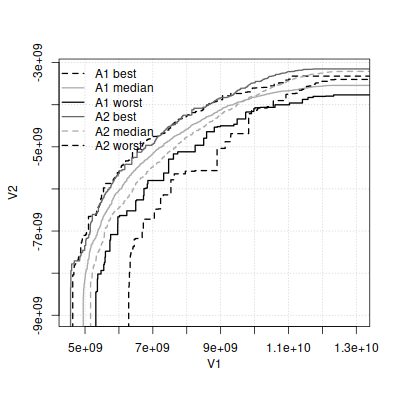 -3e+09
-5e+09
-7e+09
-9e+09
V2
A1 best
A1 median
A1 worst
A2 best
A2 median
A2 worst
5e+09 7e+09 9e+09 1.1e+10 1.3e+10
V1